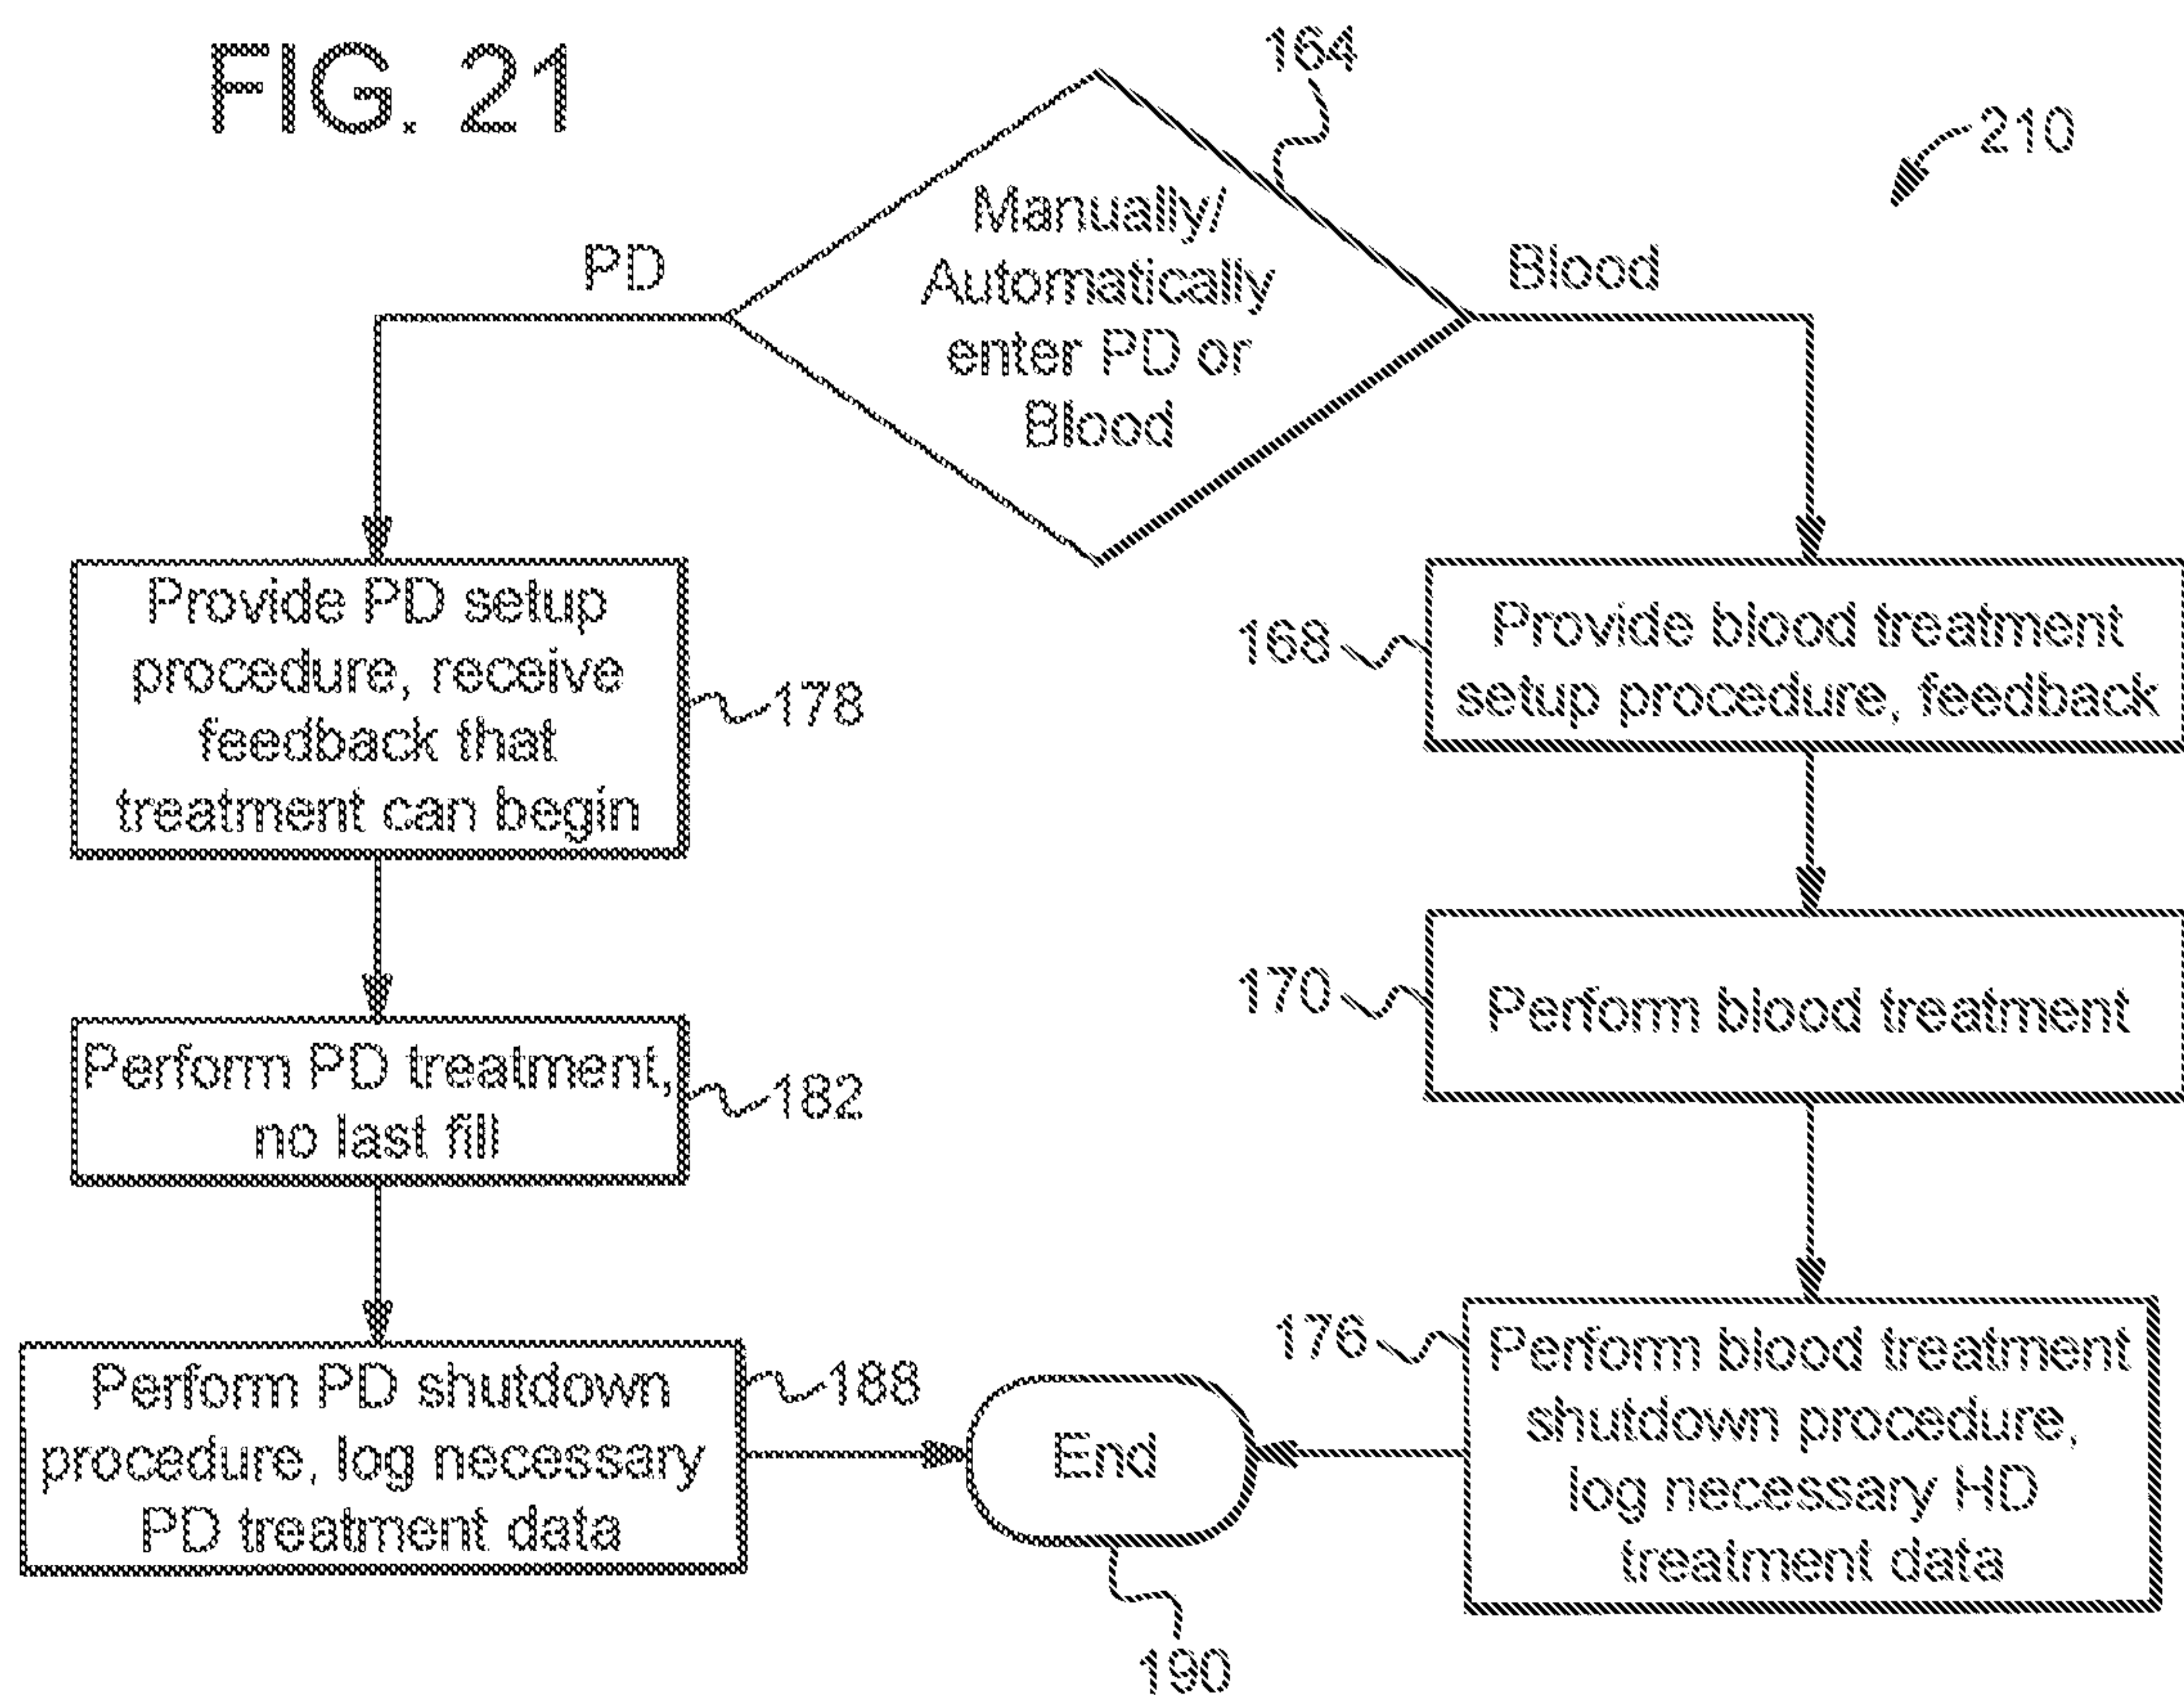 FIG. 21
164
210
Manually/
Automatically
enter PD or
Blood
PD
Blood
Provide PD setup
procedure, receive
feedback that
treatment can begin
178
168
Provide blood treatment
setup procedure, feedback
Perform PD treatment,
no last fill
182
170
Perform blood treatment
Perform PD shutdown
procedure, log necessary
PD treatment data
188
End
190
176
Perform blood treatment
shutdown procedure,
log necessary HD
treatment data